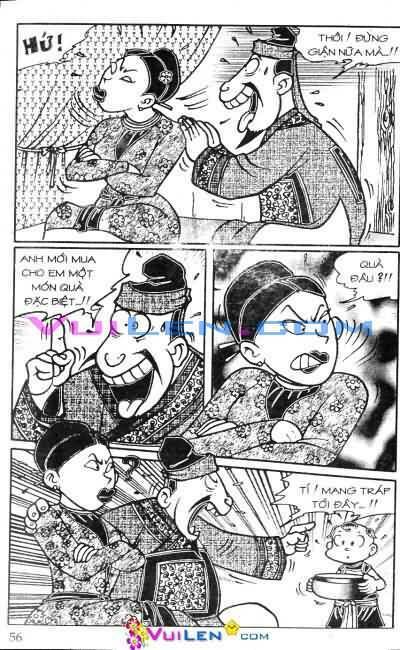 HỨ!
THÔI! ĐỪNG
GIẬN NỮA MÀ...!!
ANH MỚI MUA
CHO EM MỘT
MÓN QUÀ
ĐẶC BIỆT...!!
QUÀ
ĐÂU?!!
VUILEN.COM
TÍ! MANG TRÁP
TỚI ĐÂY...!!
56
VUILEN.COM